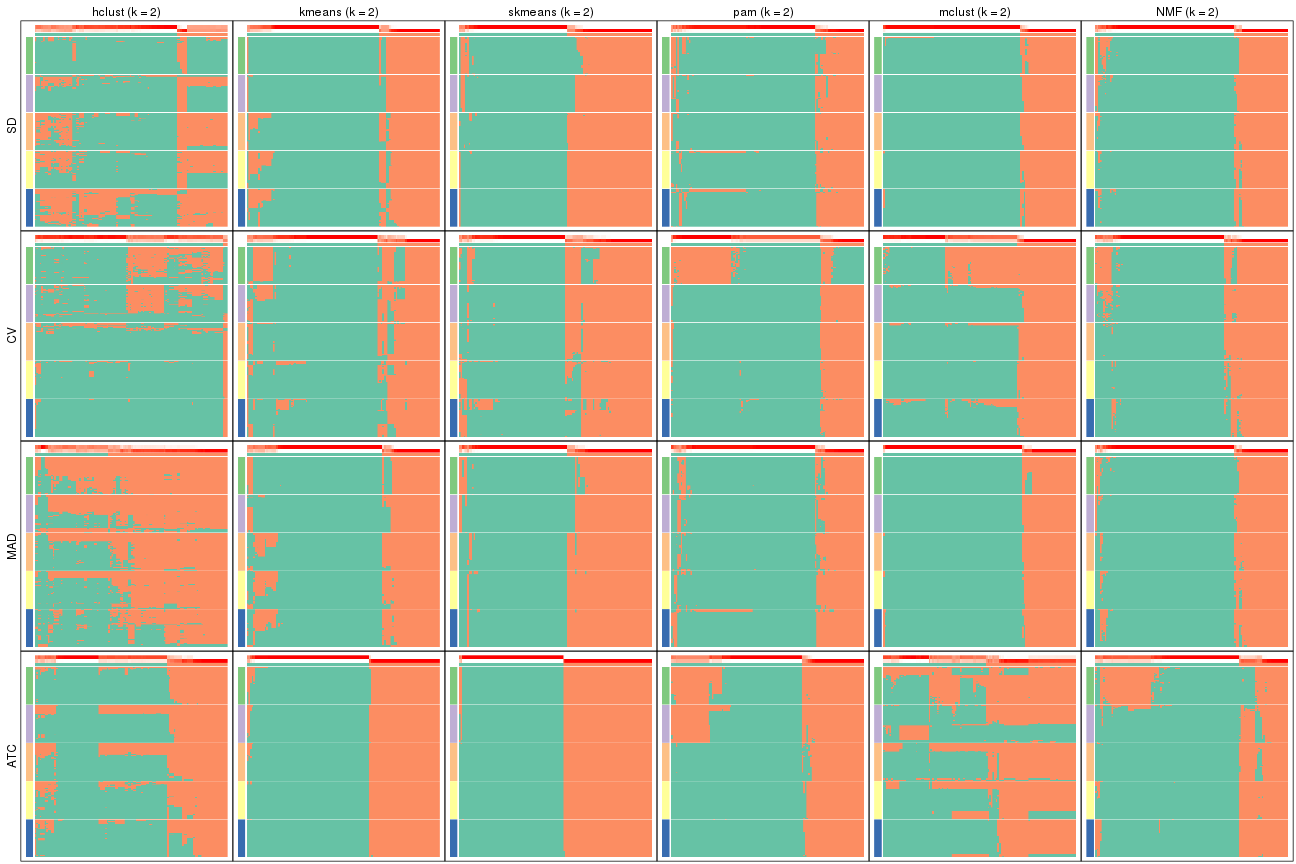 hclust (k = 2) kmeans (k = 2) skmeans (k = 2) pam (k = 2) mclust (k = 2) NMF (k = 2)
SD
CV
MAD
ATC